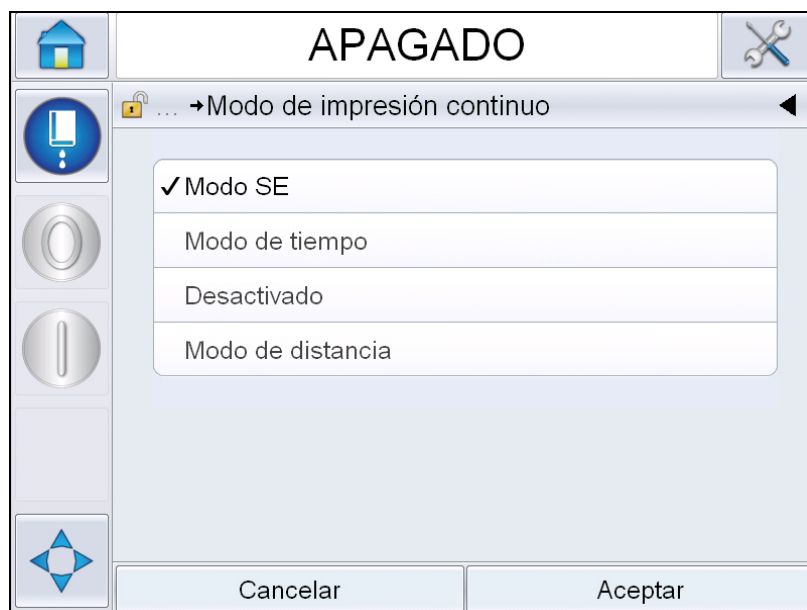 APAGADO
... →Modo de impresión continuo
✓Modo SE
Modo de tiempo
Desactivado
Modo de distancia
Cancelar
Aceptar